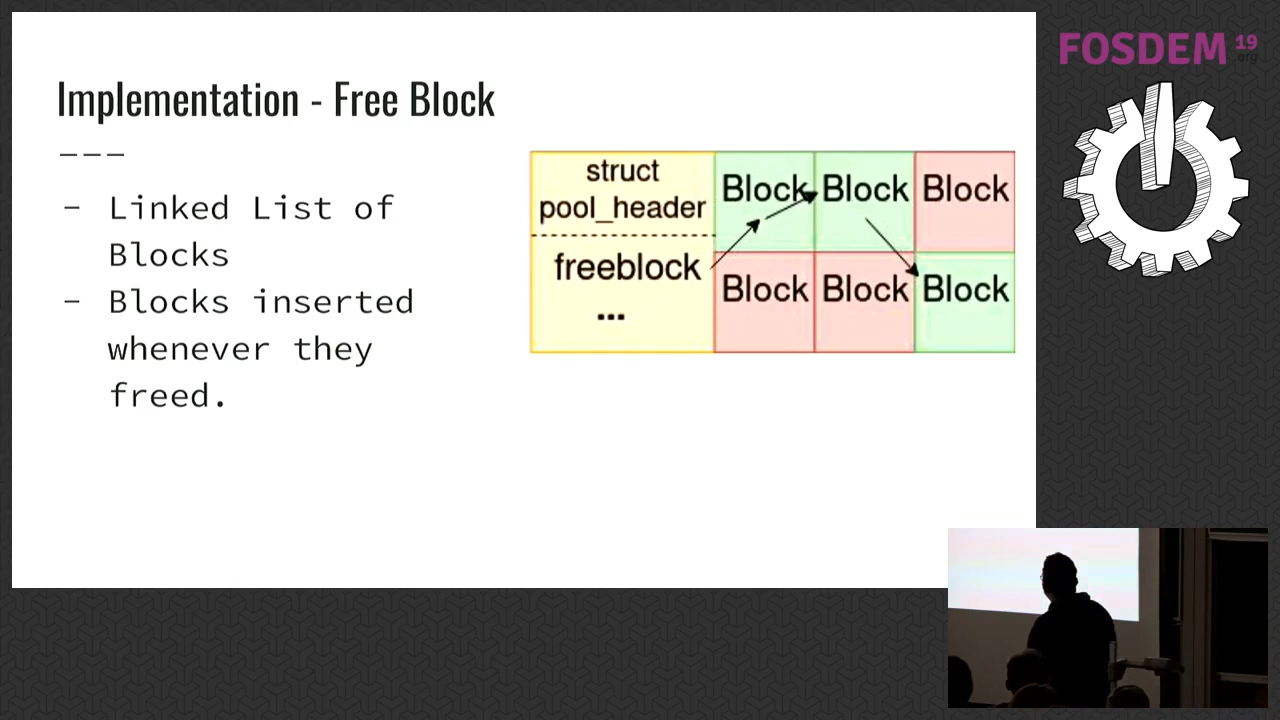 Implementation - Free Block
- Linked List of
Blocks
- Blocks inserted
whenever they
freed.
struct
pool_header
freeblock
...
Block Block Block
Block Block Block
FOSDEM 19
.org